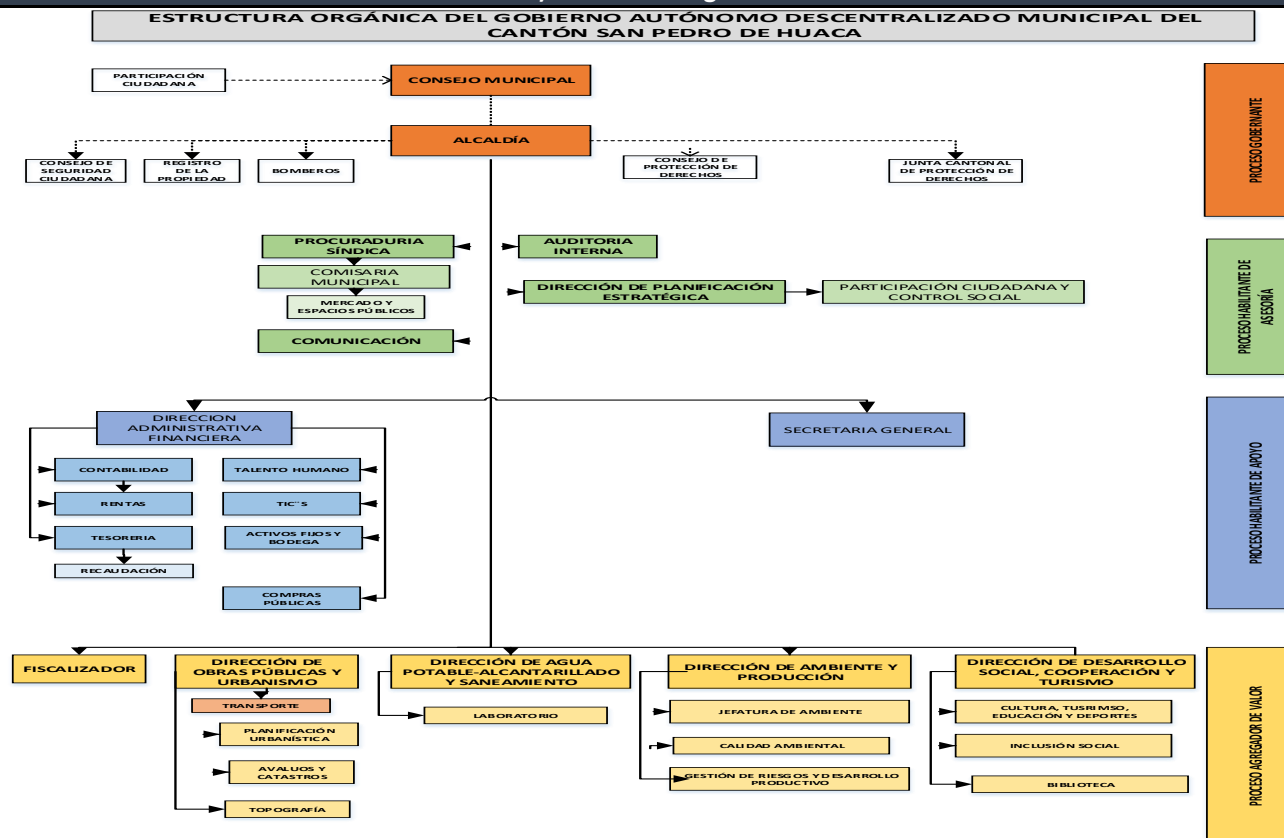 ESTRUCTURA ORGÁNICA DEL GOBIERNO AUTÓNOMO DESCENTRALIZADO MUNICIPAL DEL
CANTÓN SAN PEDRO DE HUACA
PARTICIPACIÓN
CIUDADANA
CONSEJO MUNICIPAL
ALCALDÍA
CONSEJO DE
SEGURIDAD
CIUDADANA
REGISTRO
DE LA
PROPIEDAD
BOMBEROS
CONSEJO DE
PROTECCIÓN DE
DERECHOS
JUNTA CANTONAL
DE PROTECCIÓN DE
DERECHOS
PROCESO GOBERNANTE
PROCURADURIA
SÍNDICA
AUDITORIA
INTERNA
COMISARIA
MUNICIPAL
MERCADO Y
ESPACIOS PÚBLICOS
DIRECCIÓN DE PLANIFICACIÓN
ESTRATÉGICA
PARTICIPACIÓN CIUDADANA Y
CONTROL SOCIAL
COMUNICACIÓN
PROCESO HABILITANTE DE
ASESORÍA
DIRECCION
ADMINISTRATIVA
FINANCIERA
SECRETARIA GENERAL
CONTABILIDAD
TALENTO HUMANO
RENTAS
TIC¨S
TESORERIA
ACTIVOS FIJOS Y
BODEGA
RECAUDACIÓN
COMPRAS
PÚBLICAS
PROCESO HABILITANTE DE APOYO
FISCALIZADOR
DIRECCIÓN DE
OBRAS PÚBLICAS Y
URBANISMO
DIRECCIÓN DE AGUA
POTABLE-ALCANTARILLADO
Y SANEAMIENTO
DIRECCIÓN DE AMBIENTE Y
PRODUCCIÓN
DIRECCIÓN DE DESARROLLO
SOCIAL, COOPERACIÓN Y
TURISMO
TRANSPORTE
PLANIFICACIÓN
URBANÍSTICA
AVALUOS Y
CATASTROS
TOPOGRAFÍA
LABORATORIO
JEFATURA DE AMBIENTE
CALIDAD AMBIENTAL
GESTIÓN DE RIESGOS Y DESARROLLO
PRODUCTIVO
CULTURA, TUSRIMSO,
EDUCACIÓN Y DEPORTES
INCLUSIÓN SOCIAL
BIBLIOTECA
PROCESO AGREGADOR DE VALOR